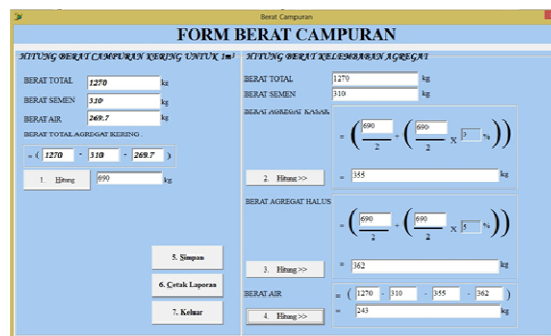 Berat Campuran
FORM BERAT CAMPURAN
HITUNG BERAT CAMPURAN KERING UNTUK 1m³
BERAT TOTAL 1270 kg
BERAT SEMEN 310 kg
BERAT AIR 269.7 kg
BERAT TOTAL AGREGAT KERING .
= ( 1270 - 310 - 269.7 )
1. Hitung 690 kg
5. Simpan
6. Cetak Laporan
7. Keluar
HITUNG BERAT KELEMBABAN AGREGAT
BERAT TOTAL 1270 kg
BERAT SEMEN 310 kg
BERAT AGREGAT KASAR
= ( 690 / 2 + ( 690 / 2 X 3 % ) )
2. Hitung >> = 355 kg
BERAT AGREGAT HALUS
= ( 690 / 2 + ( 690 / 2 X 5 % ) )
3. Hitung >> = 362 kg
BERAT AIR = ( 1270 - 310 - 355 - 362 )
4. Hitung >> = 243 kg